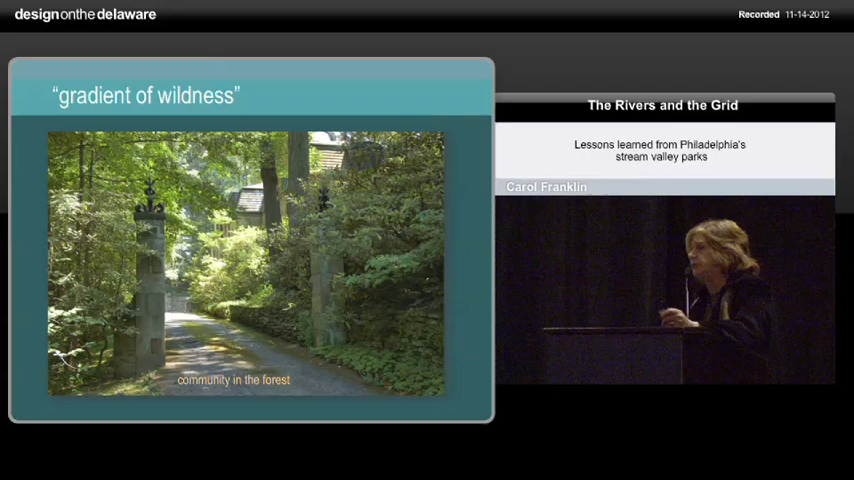 designonthedelaware
Recorded 11-14-2012
“gradient of wildness”
community in the forest
The Rivers and the Grid
Lessons learned from Philadelphia's
stream valley parks
Carol Franklin